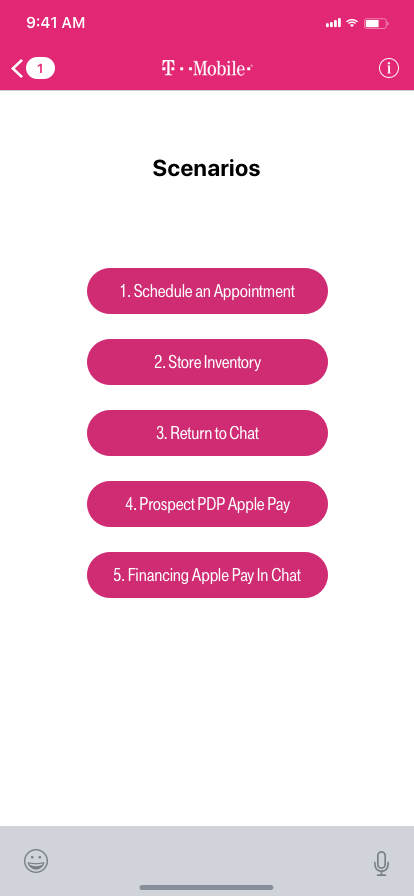 9:41 AM
1
T··Mobile·
Scenarios
1. Schedule an Appointment
2. Store Inventory
3. Return to Chat
4. Prospect PDP Apple Pay
5. Financing Apple Pay In Chat